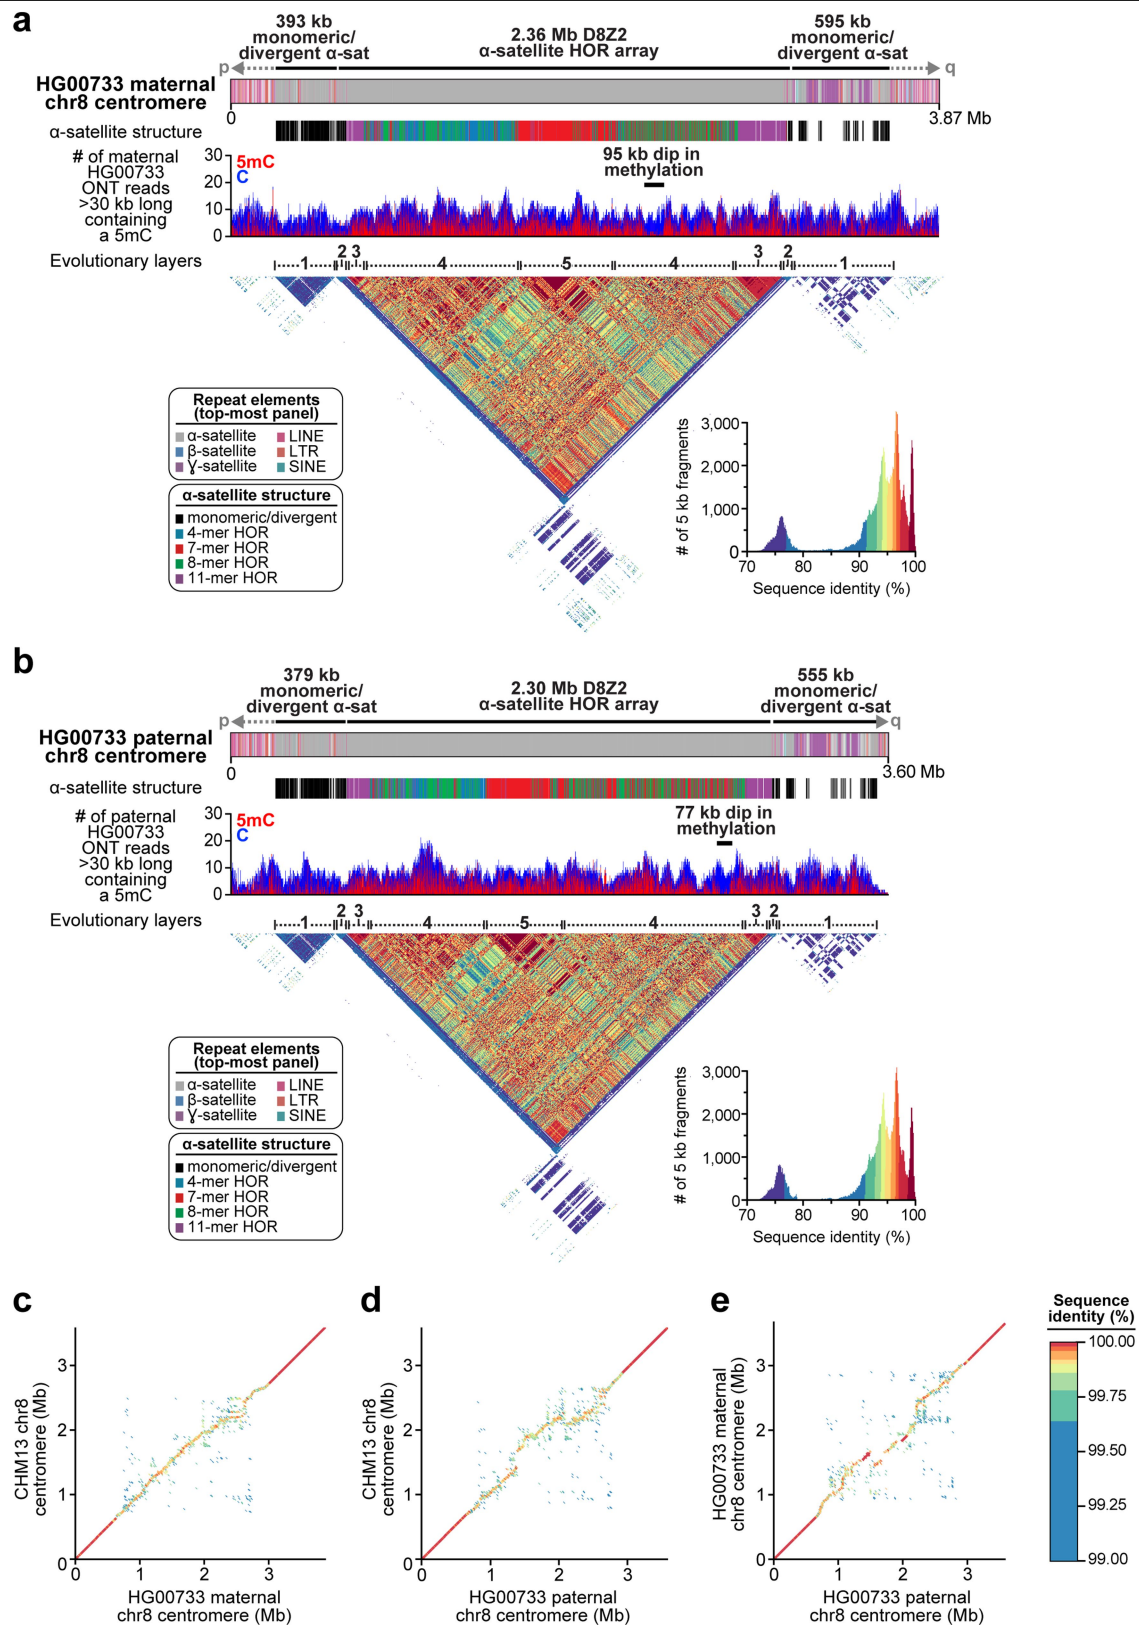 a
393 kb
monomeric/
divergent α-sat
2.36 Mb D8Z2
α-satellite HOR array
595 kb
monomeric/
divergent α-sat
p
q
HG00733 maternal
chr8 centromere
0
3.87 Mb
α-satellite structure
# of maternal
HG00733
ONT reads
>30 kb long
containing
a 5mC
30
20
10
0
5mC
C
95 kb dip in
methylation
Evolutionary layers
1 2 3 4 5 4 3 2 1
Repeat elements
(top-most panel)
α-satellite LINE
β-satellite LTR
Ɣ-satellite SINE
α-satellite structure
monomeric/divergent
4-mer HOR
7-mer HOR
8-mer HOR
11-mer HOR
# of 5 kb fragments
3,000
2,000
1,000
0
70 80 90 100
Sequence identity (%)
b
379 kb
monomeric/
divergent α-sat
2.30 Mb D8Z2
α-satellite HOR array
555 kb
monomeric/
divergent α-sat
p
q
HG00733 paternal
chr8 centromere
0
3.60 Mb
α-satellite structure
# of paternal
HG00733
ONT reads
>30 kb long
containing
a 5mC
30
20
10
0
5mC
C
77 kb dip in
methylation
Evolutionary layers
1 2 3 4 5 4 3 2 1
Repeat elements
(top-most panel)
α-satellite LINE
β-satellite LTR
Ɣ-satellite SINE
α-satellite structure
monomeric/divergent
4-mer HOR
7-mer HOR
8-mer HOR
11-mer HOR
# of 5 kb fragments
3,000
2,000
1,000
0
70 80 90 100
Sequence identity (%)
c
CHM13 chr8
centromere (Mb)
3
2
1
0
0 1 2 3
HG00733 maternal
chr8 centromere (Mb)
d
CHM13 chr8
centromere (Mb)
3
2
1
0
0 1 2 3
HG00733 paternal
chr8 centromere (Mb)
e
HG00733 maternal
chr8 centromere (Mb)
3
2
1
0
0 1 2 3
HG00733 paternal
chr8 centromere (Mb)
Sequence
identity (%)
100.00
99.75
99.50
99.25
99.00